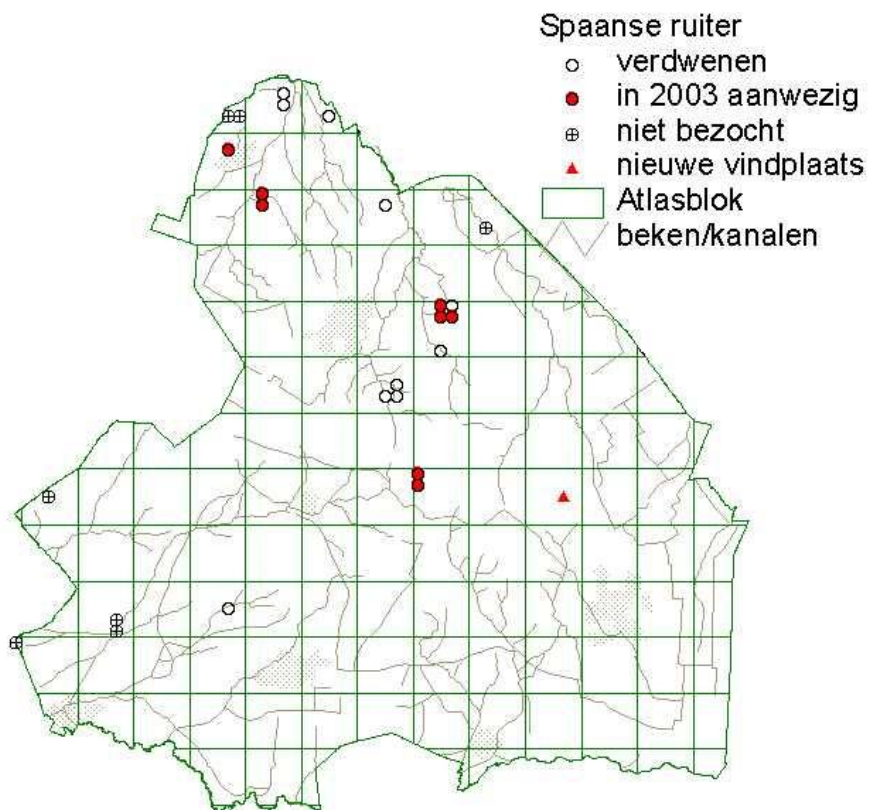 Spaanse ruiter
verdwenen
in 2003 aanwezig
niet bezocht
nieuwe vindplaats
Atlasblok
beken/kanalen